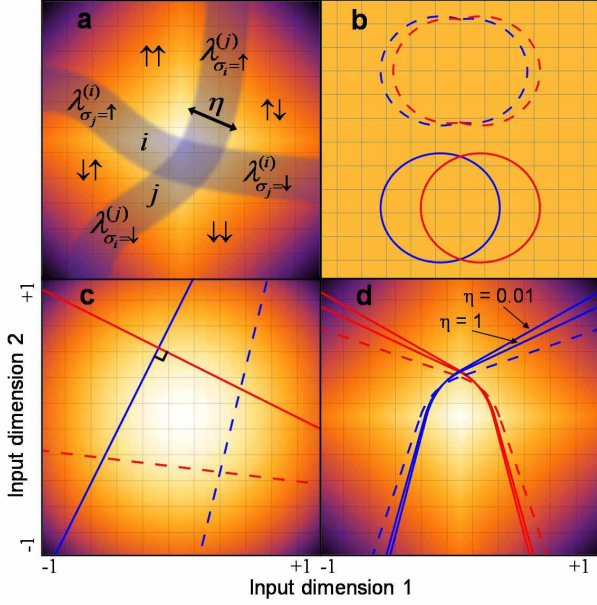 a
↑↑
λ_{σ_i=↑}^{(j)}
b
λ_{σ_j=↑}^{(i)}
η
↑↓
i
↓↑
λ_{σ_j=↓}^{(i)}
j
λ_{σ_i=↓}^{(j)}
↓↓
c
d
η = 0.01
η = 1
+1
Input dimension 2
-1
-1
+1
-1
+1
Input dimension 1